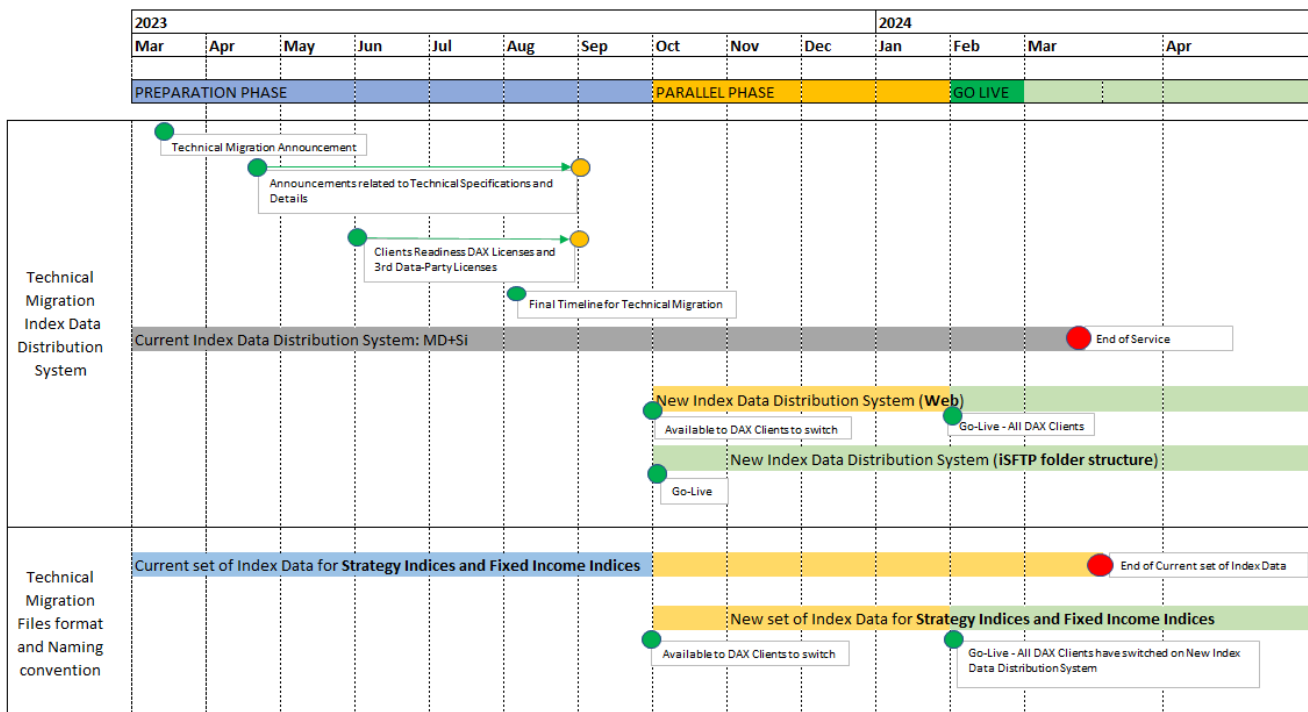 2023 2024
Mar Apr May Jun Jul Aug Sep Oct Nov Dec Jan Feb Mar Apr
PREPARATION PHASE PARALLEL PHASE GO LIVE
Technical
Migration
Index Data
Distribution
System
Technical Migration Announcement
Announcements related to Technical Specifications and
Details
Clients Readiness DAX Licenses and
3rd Data-Party Licenses
Final Timeline for Technical Migration
Current Index Data Distribution System: MD+Si
End of Service
New Index Data Distribution System (Web)
Available to DAX Clients to switch
Go-Live - All DAX Clients
New Index Data Distribution System (iSFTP folder structure)
Go-Live
Technical
Migration
Files format
and Naming
convention
Current set of Index Data for Strategy Indices and Fixed Income Indices
End of Current set of Index Data
New set of Index Data for Strategy Indices and Fixed Income Indices
Available to DAX Clients to switch
Go-Live - All DAX Clients have switched on New Index
Data Distribution System